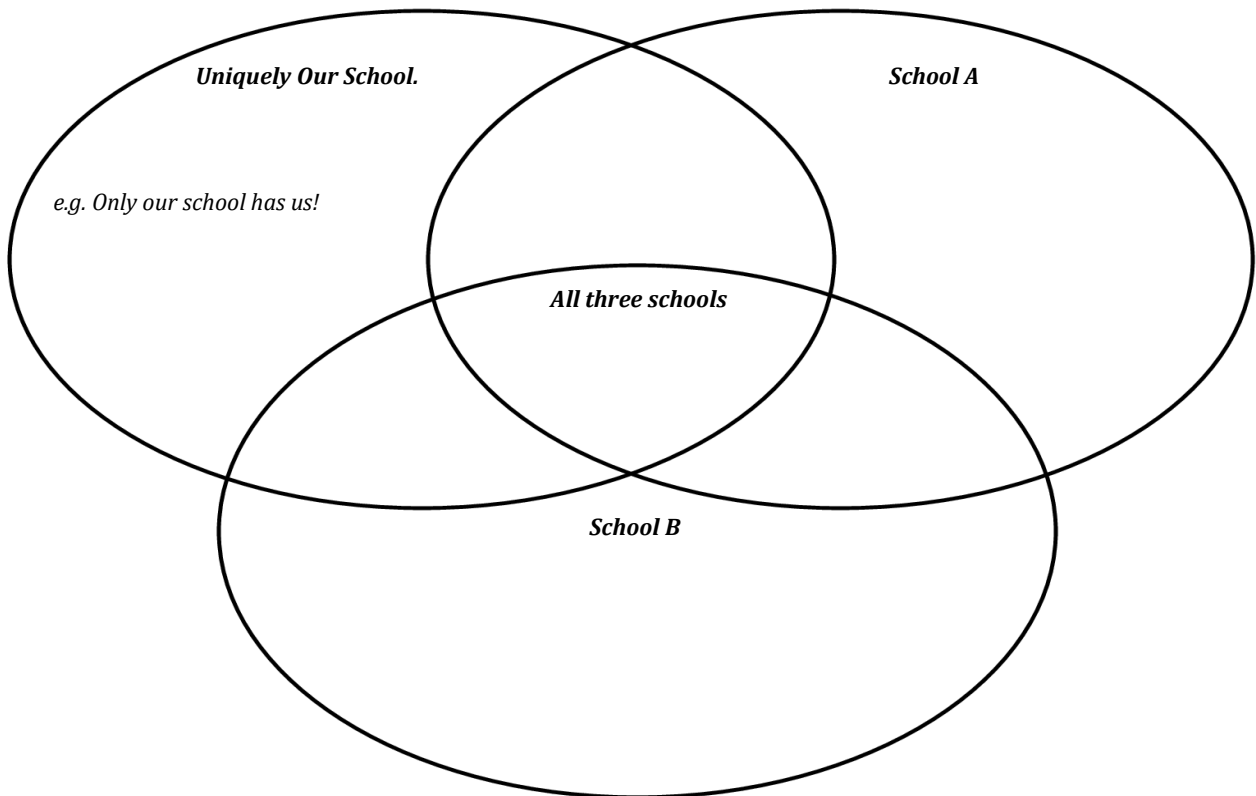 Uniquely Our School.
School A
e.g. Only our school has us!
All three schools
School B